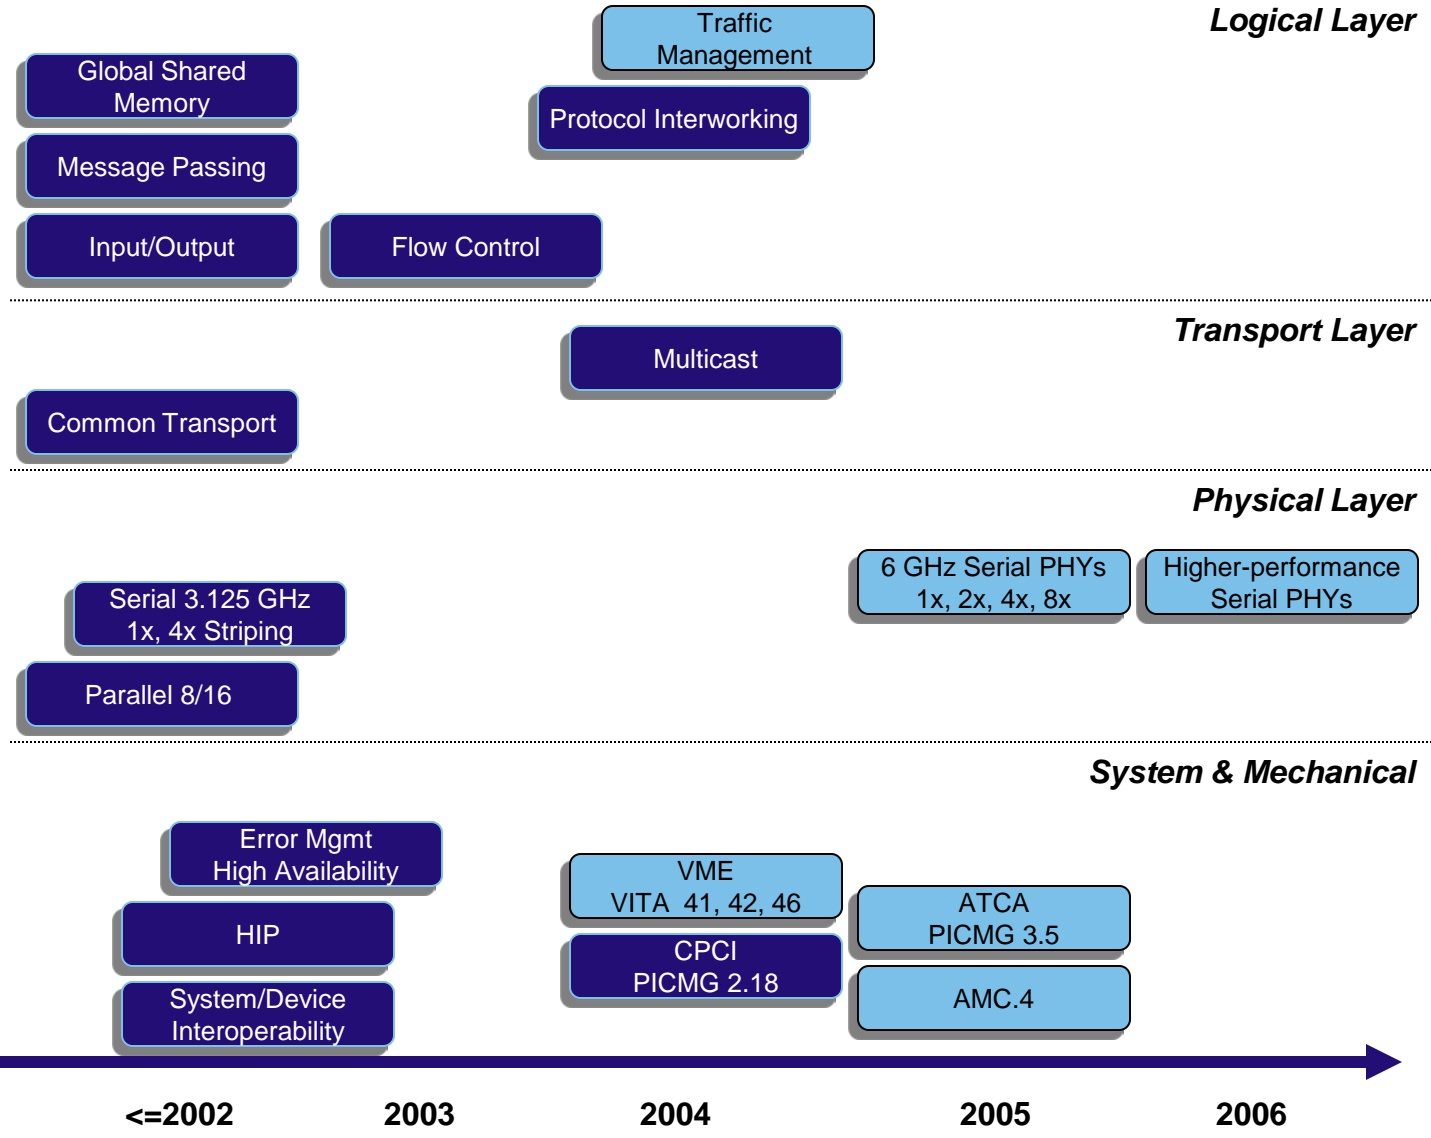 Logical Layer
Traffic
Management
Global Shared
Memory
Protocol Interworking
Message Passing
Input/Output
Flow Control
Transport Layer
Multicast
Common Transport
Physical Layer
6 GHz Serial PHYs
1x, 2x, 4x, 8x
Higher-performance
Serial PHYs
Serial 3.125 GHz
1x, 4x Striping
Parallel 8/16
System & Mechanical
Error Mgmt
High Availability
VME
VITA  41, 42, 46
ATCA
PICMG 3.5
HIP
CPCI
PICMG 2.18
System/Device
Interoperability
AMC.4
<=2002
2003
2004
2005
2006